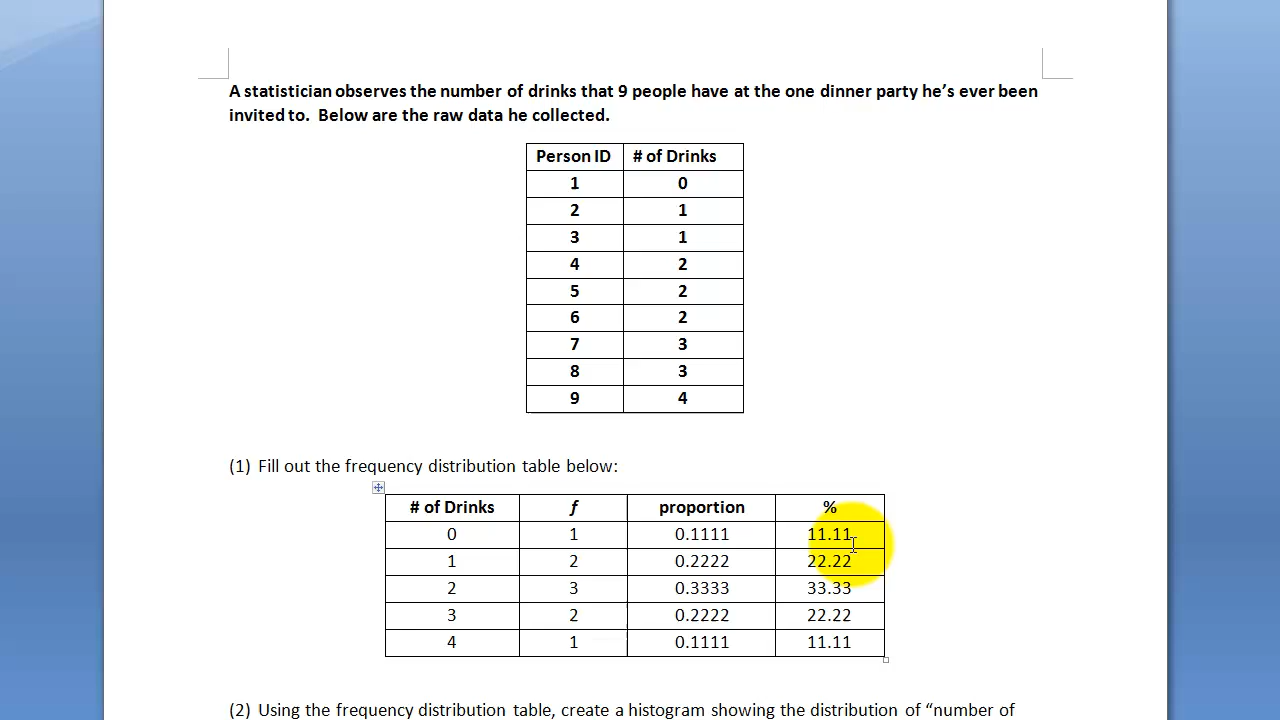 A statistician observes the number of drinks that 9 people have at the one dinner party he's ever been
invited to.  Below are the raw data he collected.
Person ID # of Drinks
1 0
2 1
3 1
4 2
5 2
6 2
7 3
8 3
9 4
(1) Fill out the frequency distribution table below:
# of Drinks f proportion %
0 1 0.1111 11.11
1 2 0.2222 22.22
2 3 0.3333 33.33
3 2 0.2222 22.22
4 1 0.1111 11.11
(2) Using the frequency distribution table, create a histogram showing the distribution of “number of